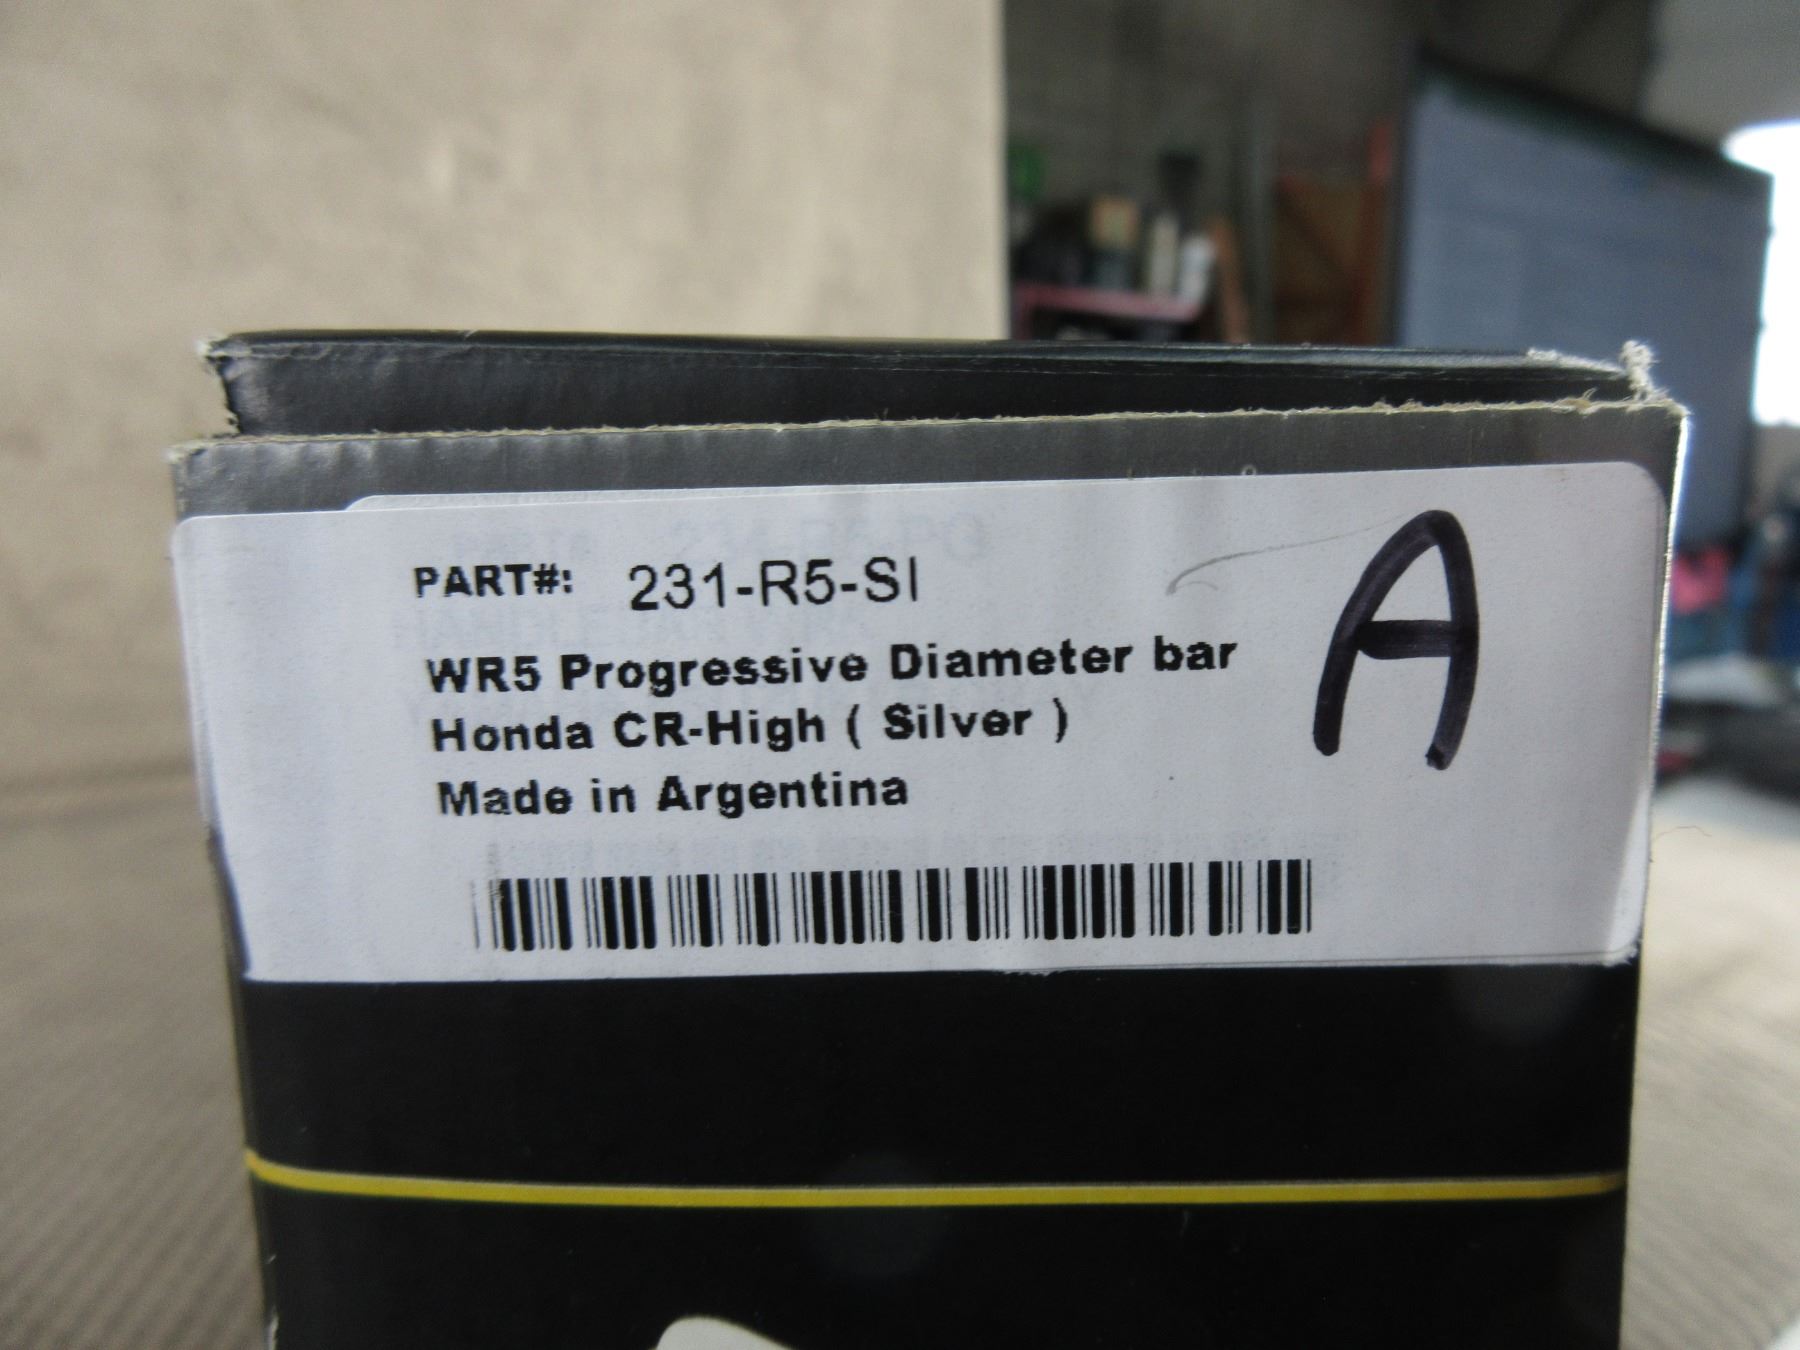 PART#: 231-R5-SI
A
WR5 Progressive Diameter bar
Honda CR-High ( Silver )
Made in Argentina